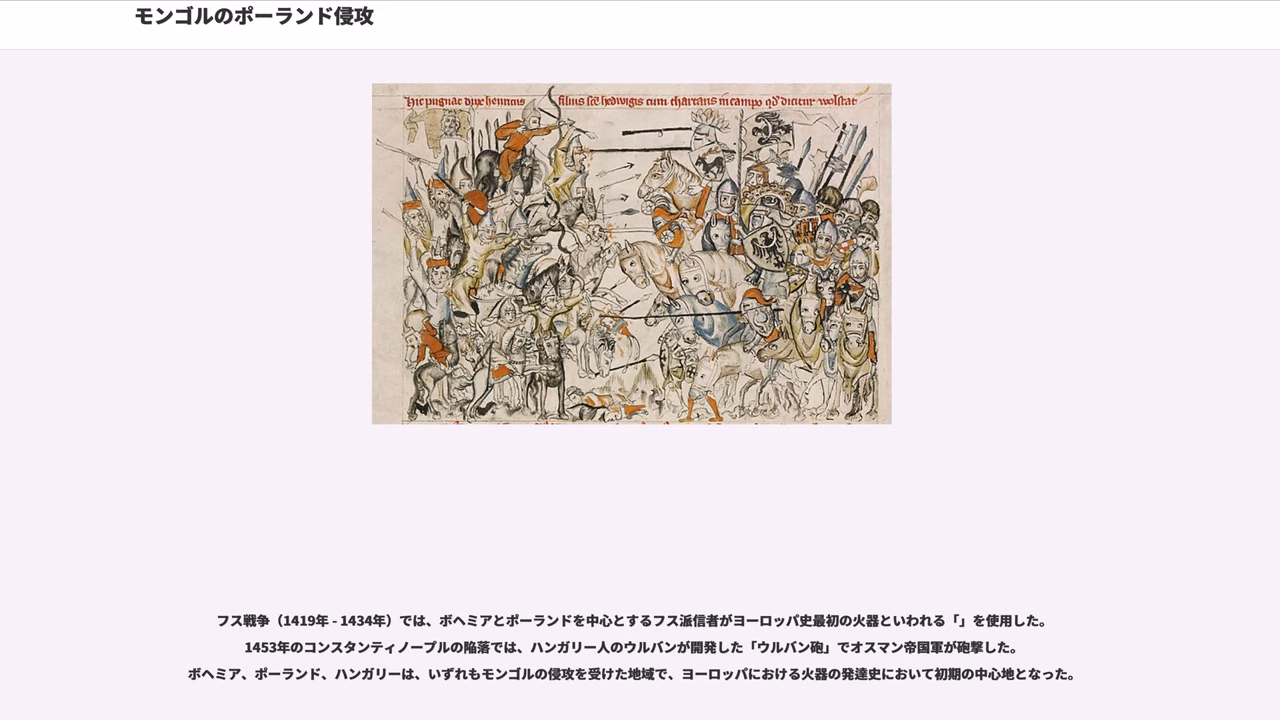 モンゴルのポーランド侵攻
Hic pugnat dux henricus filius scē hedwigis cum thartaris in campo qd̄ dicitur wolstat
フス戦争（1419年 - 1434年）では、ボヘミアとポーランドを中心とするフス派信者がヨーロッパ史最初の火器といわれる「」を使用した。
1453年のコンスタンティノープルの陥落では、ハンガリー人のウルバンが開発した「ウルバン砲」でオスマン帝国軍が砲撃した。
ボヘミア、ポーランド、ハンガリーは、いずれもモンゴルの侵攻を受けた地域で、ヨーロッパにおける火器の発達史において初期の中心地となった。